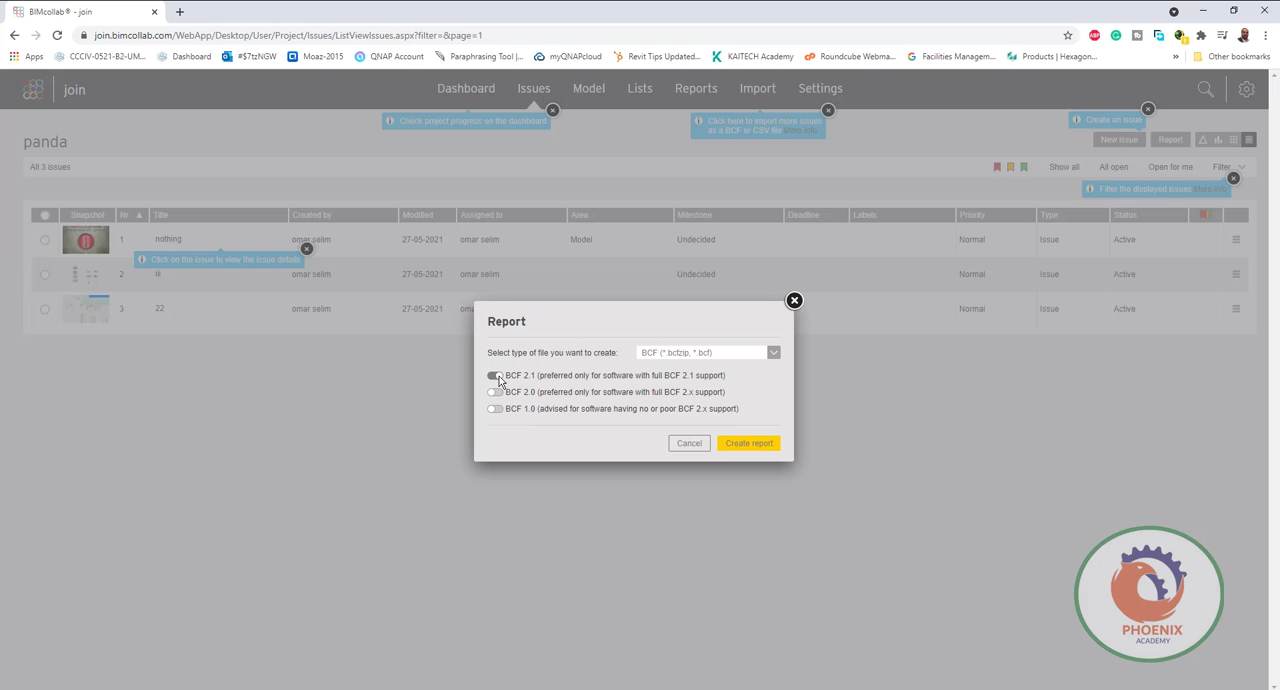 BIMcollab® - join
join.bimcollab.com/WebApp/Desktop/User/Project/Issues/ListViewIssues.aspx?filter=&page=1
Apps CCCIV-0521-B2-UM... Dashboard #$7tzNGW Moaz-2015 QNAP Account Paraphrasing Tool |... myQNAPcloud Revit Tips Updated... KAITECH Academy Roundcube Webma... Facilities Managem... Products | Hexagon... » Other bookmarks
join Dashboard Issues Model Lists Reports Import Settings
Check project progress on the dashboard
Click here to import more issues
as a BCF or CSV file More info
Create an issue
panda
New issue Report
All 3 issues Show all All open Open for me Filter
Filter the displayed issues More info
Snapshot Nr Title Created by Modified Assigned to Area Milestone Deadline Labels Priority Type Status
1 nothing omar selim 27-05-2021 omar selim Model Undecided Normal Issue Active
Click on the issue to view the issue details
2 iii omar selim 27-05-2021 omar selim Undecided Normal Issue Active
3 22 omar selim 27-05-2021 Normal Issue Active
Report
Select type of file you want to create: BCF (*.bcfzip, *.bcf)
BCF 2.1 (preferred only for software with full BCF 2.1 support)
BCF 2.0 (preferred only for software with full BCF 2.x support)
BCF 1.0 (advised for software having no or poor BCF 2.x support)
Cancel Create report
PHOENIX
ACADEMY